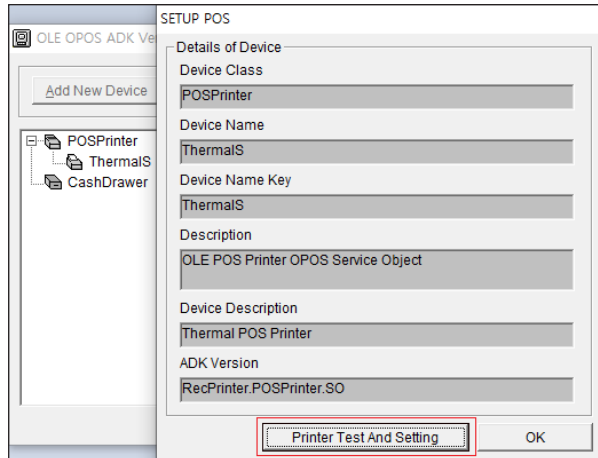 SETUP POS
OLE OPOS ADK Ve
Add New Device
POSPrinter
ThermalS
CashDrawer
Details of Device
Device Class
POSPrinter
Device Name
ThermalS
Device Name Key
ThermalS
Description
OLE POS Printer OPOS Service Object
Device Description
Thermal POS Printer
ADK Version
RecPrinter.POSPrinter.SO
Printer Test And Setting
OK